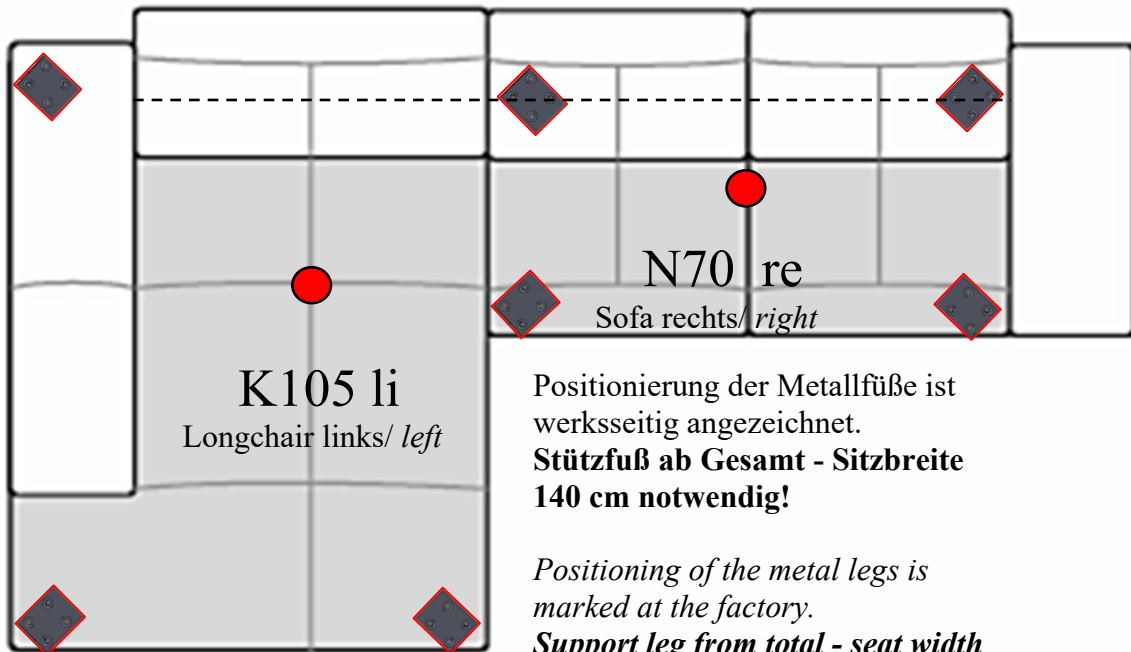 N70 re
Sofa rechts/ right
K105 li
Longchair links/ left
Positionierung der Metallfüße ist
werksseitig angezeichnet.
Stützfuß ab Gesamt - Sitzbreite
140 cm notwendig!
Positioning of the metal legs is
marked at the factory.
Support leg from total - seat width